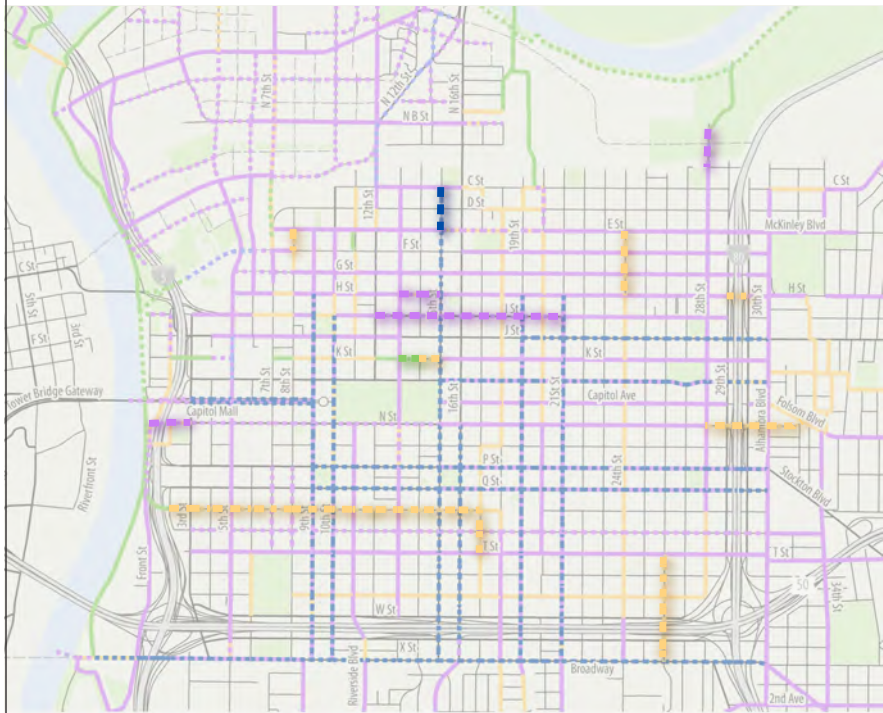 N 7th St
N 12th St
N 16th St
N B St
C St
C St
D St
12th St
19th St
E St
McKinley Blvd
F St
C St
G St
H St
H St
5th St
3rd St
F St
I St
J St
28th St
30th St
K St
K St
7th St
8th St
Tower Bridge Gateway
Capitol Mall
16th St
Capitol Ave
21st St
29th St
Alhambra Blvd
N St
Folsom Blvd
Riverfront St
P St
Q St
24th St
Stockton Blvd
3rd St
5th St
9th St
10th St
T St
T St
Front St
50
34th St
W St
X St
Riverside Blvd
Broadway
2nd Ave